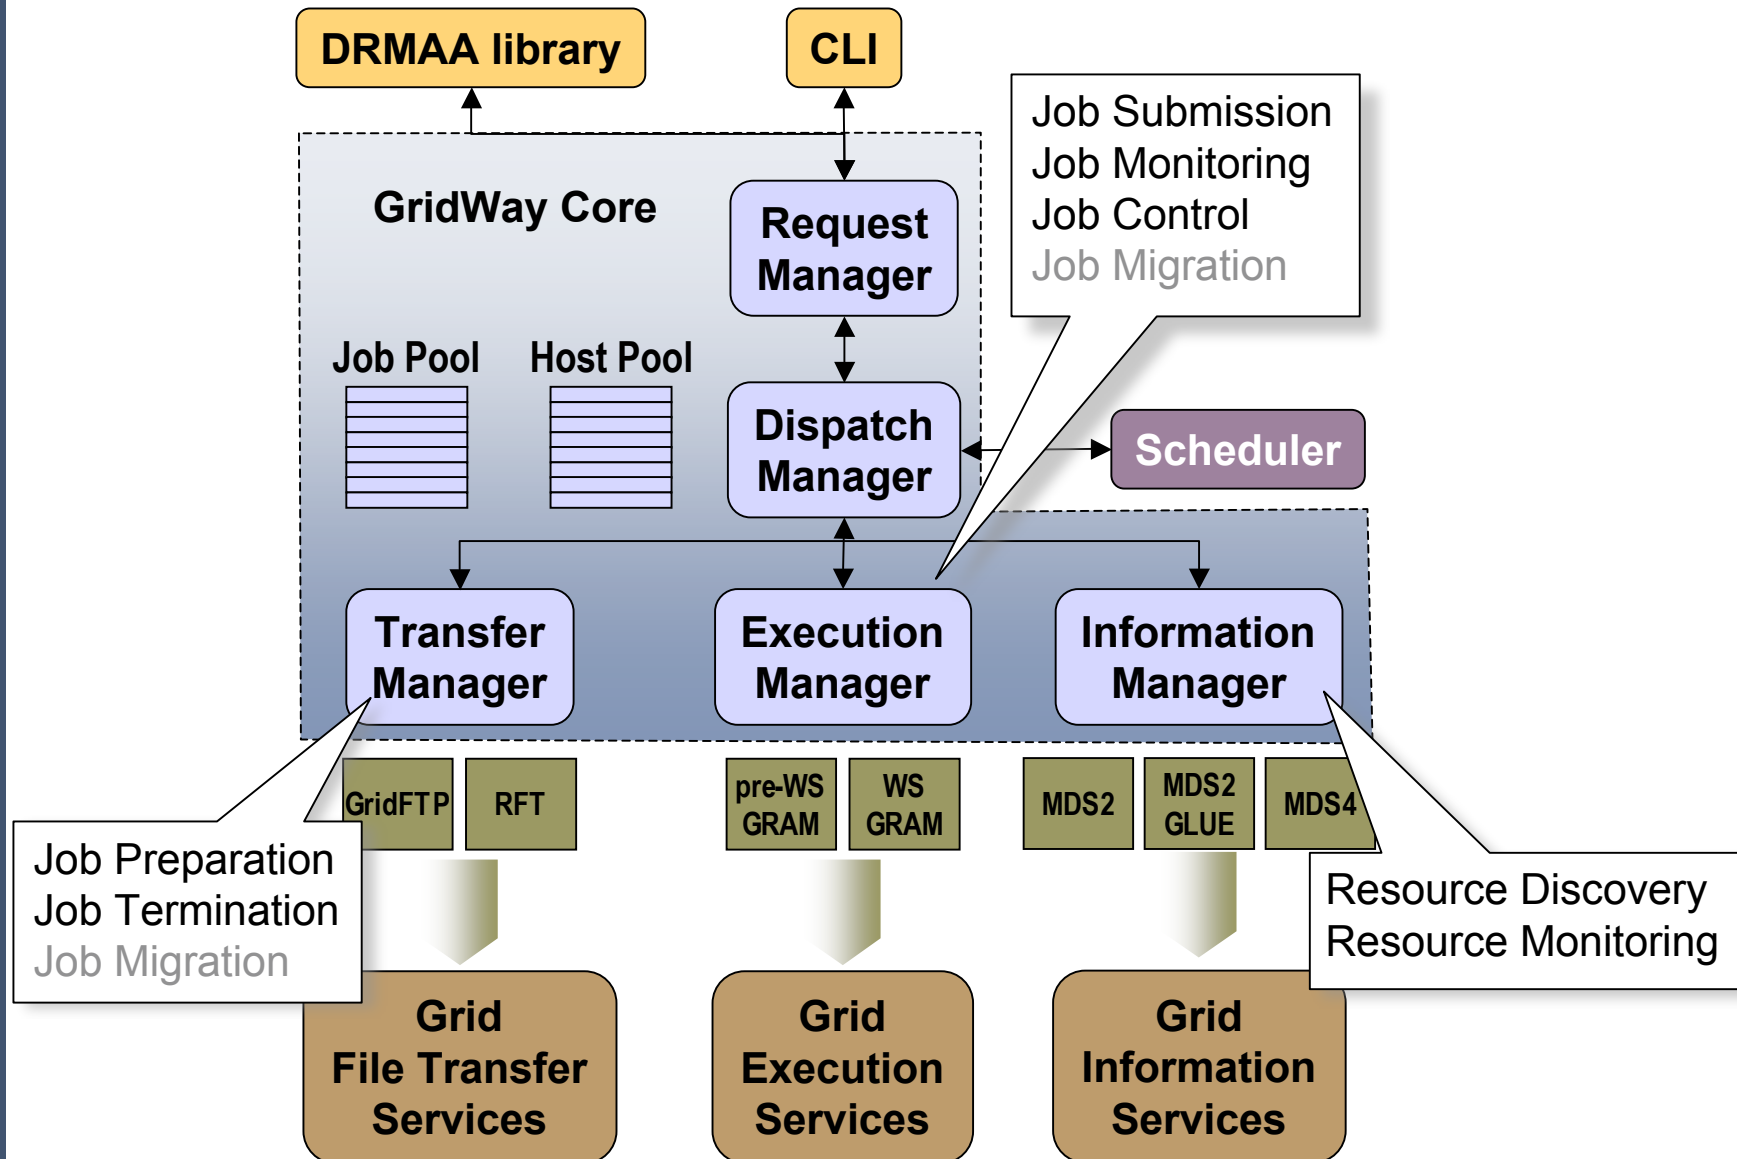 DRMAA library
CLI
Job Submission
Job Monitoring
Job Control
Job Migration
GridWay Core
Request
Manager
Job Pool
Host Pool
Dispatch
Manager
Scheduler
Transfer
Manager
Execution
Manager
Information
Manager
GridFTP
RFT
pre-WS
GRAM
WS
GRAM
MDS2
MDS2
GLUE
MDS4
Job Preparation
Job Termination
Job Migration
Resource Discovery
Resource Monitoring
Grid
File Transfer
Services
Grid
Execution
Services
Grid
Information
Services